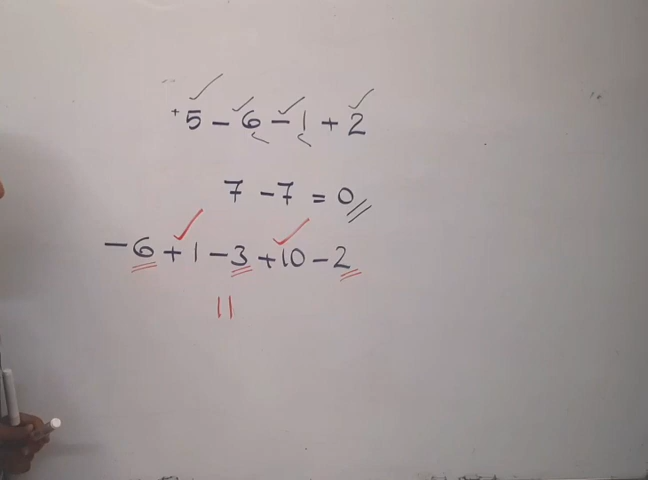 +5 - 6 - 1 + 2
7 - 7 = 0
- 6 + 1 - 3 + 10 - 2
11